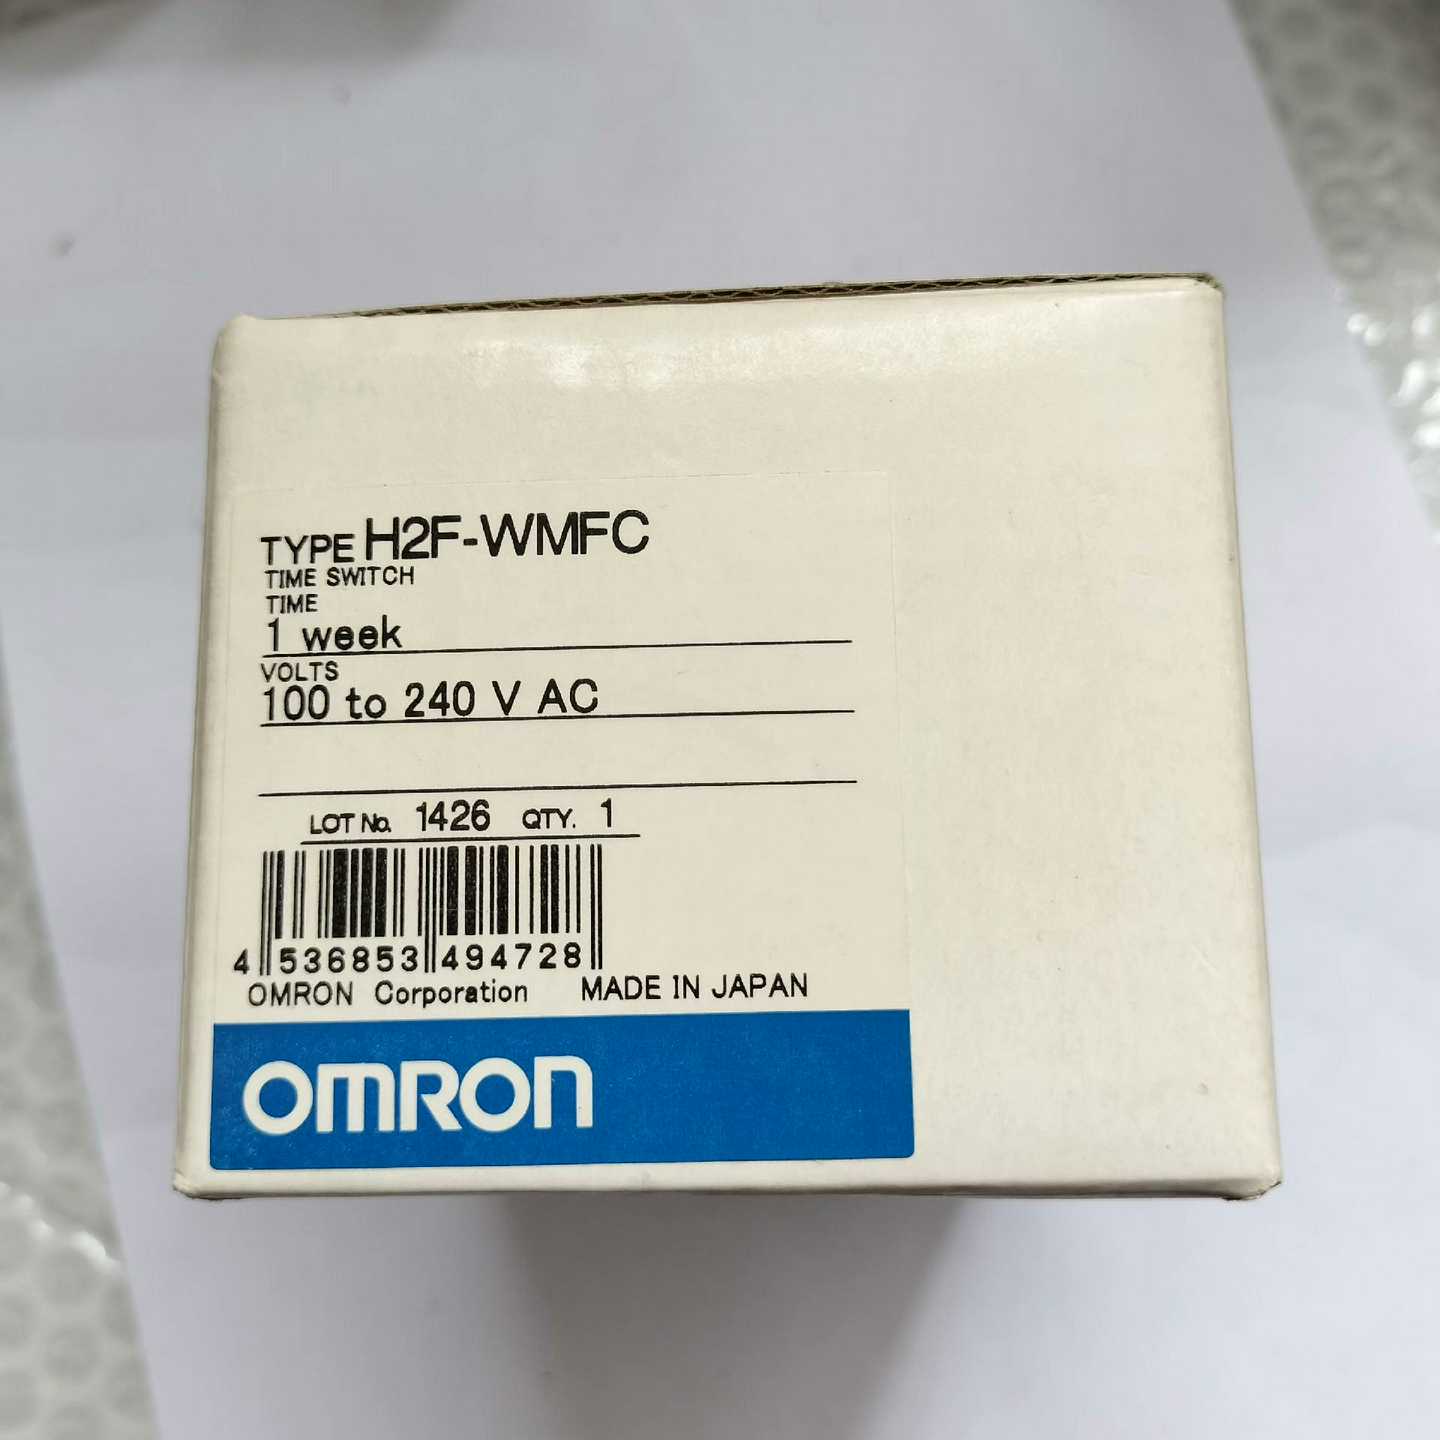 TYPE H2F-WMFC
TIME SWITCH
TIME
1 week
VOLTS
100 to 240 V AC
LOT No. 1426 QTY. 1
4 536853 494728
OMRON Corporation MADE IN JAPAN
OMRON